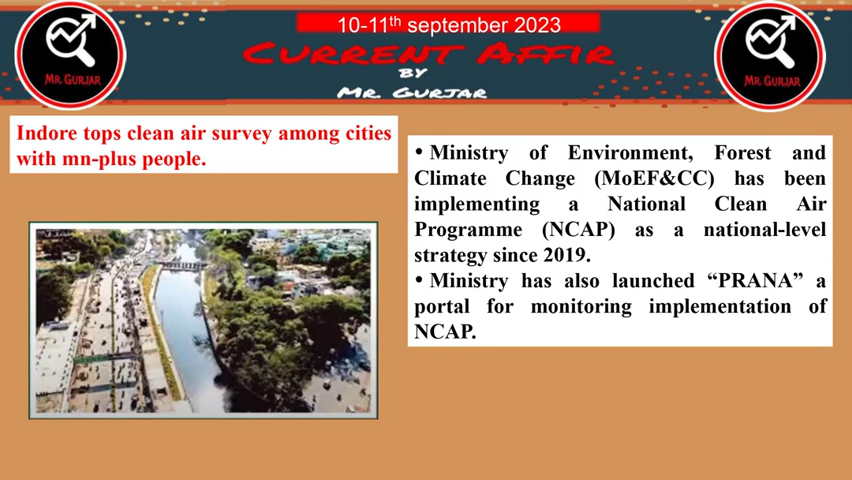 10-11th september 2023
Current Affir
by
Mr. Gurjar
Mr. Gurjar
Mr. Gurjar
Indore tops clean air survey among cities
with mn-plus people.
• Ministry of Environment, Forest and
Climate Change (MoEF&CC) has been
implementing a National Clean Air
Programme (NCAP) as a national-level
strategy since 2019.
• Ministry has also launched “PRANA” a
portal for monitoring implementation of
NCAP.